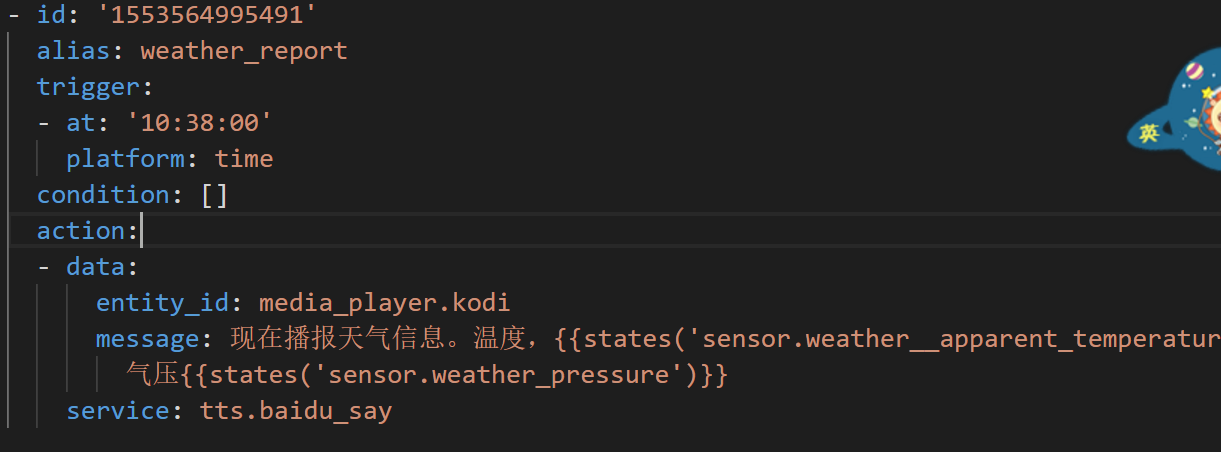 - id: '1553564995491'
alias: weather_report
trigger:
- at: '10:38:00'
platform: time
condition: []
action:
- data:
entity_id: media_player.kodi
message: 现在播报天气信息。温度，{{states('sensor.weather__apparent_temperatur
气压{{states('sensor.weather_pressure')}}
service: tts.baidu_say
英